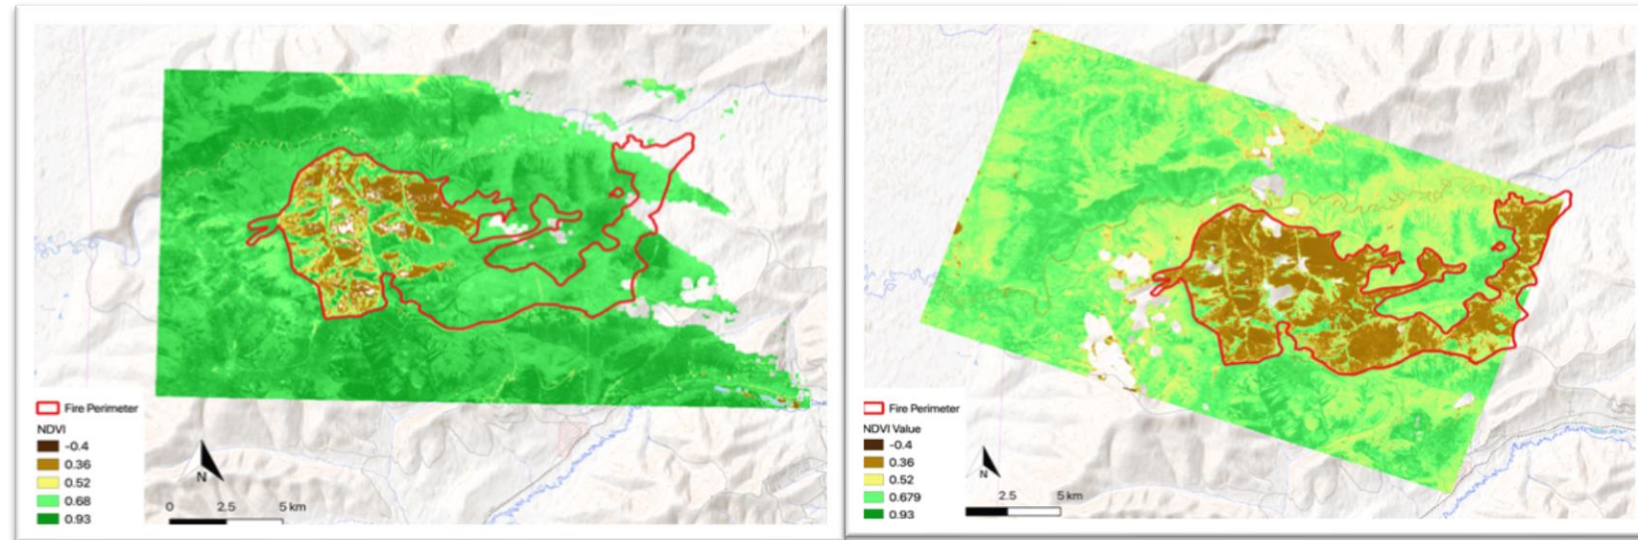 Fire Perimeter
NDVI
-0.4
0.36
0.52
0.68
0.93
N
0 2.5 5 km
Fire Perimeter
NDVI Value
-0.4
0.36
0.52
0.679
0.93
N
2.5 5 km